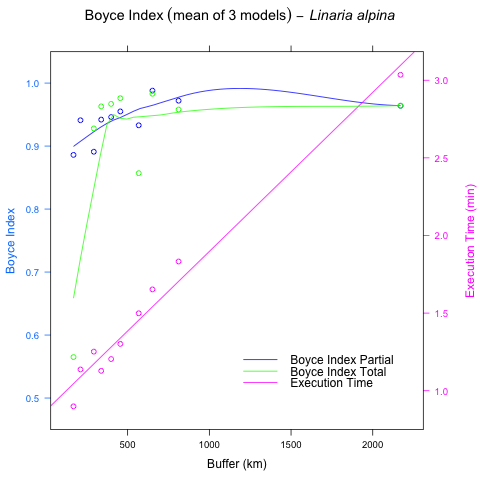 Boyce Index (mean of 3 models) – Linaria alpina
1.0
0.9
0.8
0.7
0.6
0.5
Boyce Index
3.0
2.5
2.0
1.5
1.0
Execution Time (min)
Boyce Index Partial
Boyce Index Total
Execution Time
500 1000 1500 2000
Buffer (km)